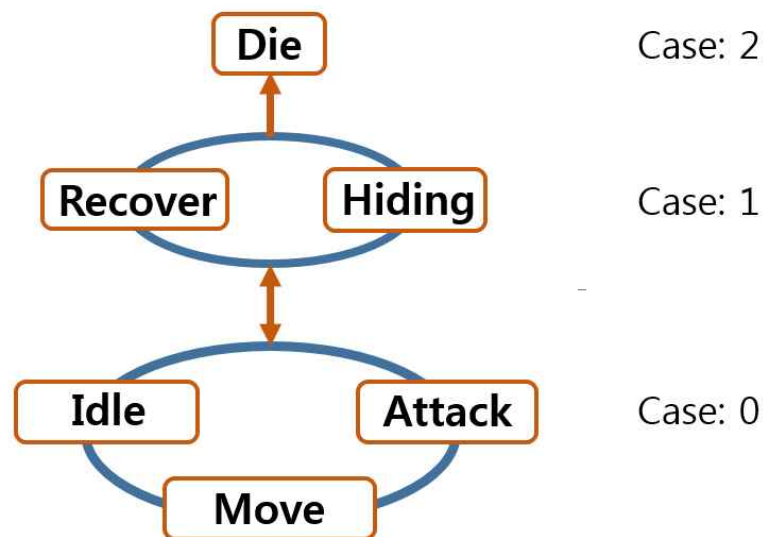 Die
Case: 2
Recover
Hiding
Case: 1
Idle
Attack
Case: 0
Move